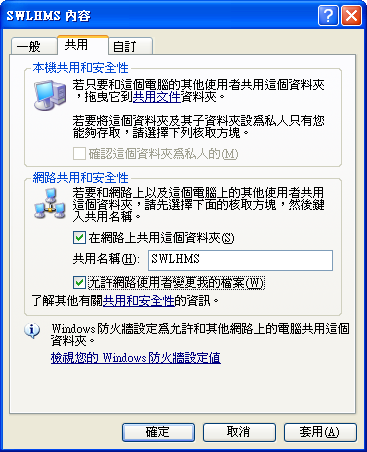 SWLHMS 內容
一般
共用
自訂
本機共用和安全性
若只要和這個電腦的其他使用者共用這個資料夾
，拖曳它到共用文件資料夾。
若要將這個資料夾及其子資料夾設為私人只有您
能夠存取，請選擇下列核取方塊。
確認這個資料夾為私人的(M)
網路共用和安全性
若要和網路上以及這個電腦上的其他使用者共用
這個資料夾，請先選擇下面的核取方塊，然後鍵
入共用名稱。
在網路上共用這個資料夾(S)
共用名稱(H): SWLHMS
允許網路使用者變更我的檔案(W)
了解其他有關共用和安全性的資訊。
Windows 防火牆設定為允許和其他網路上的電腦共用這個
資料夾。
檢視您的 Windows 防火牆設定值
確定
取消
套用(A)